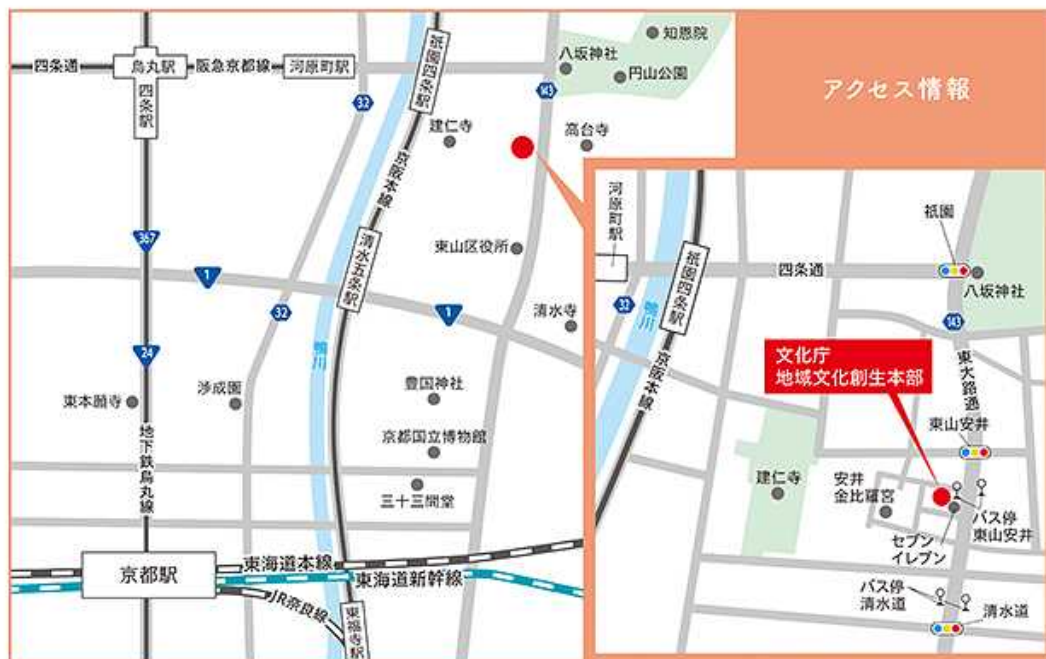 アクセス情報
四条通
烏丸駅
阪急京都線
河原町駅
四条駅
32
祇園四条駅
京阪本線
八坂神社
知恩院
円山公園
143
建仁寺
高台寺
367
東山区役所
1
清水五条駅
32
1
清水寺
鴨川
24
東本願寺
渉成園
豊国神社
京都国立博物館
三十三間堂
地下鉄烏丸線
京都駅
東海道本線
東海道新幹線
JR奈良線
東福寺駅
河原町駅
32
鴨川
祇園四条駅
京阪本線
四条通
祇園
八坂神社
143
東大路通
文化庁
地域文化創生本部
東山安井
建仁寺
安井
金比羅宮
バス停
東山安井
セブン
イレブン
バス停
清水道
清水道